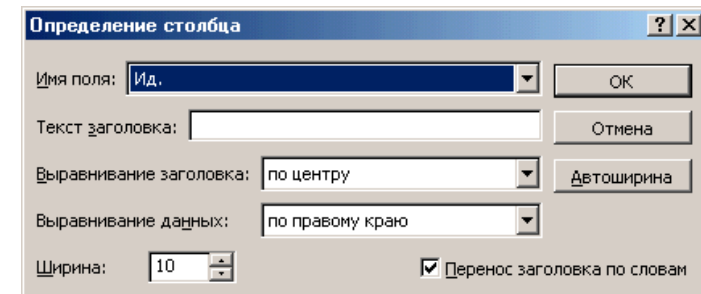 Определение столбца
Имя поля: Ид. ОК
Текст заголовка: Отмена
Выравнивание заголовка: по центру Автоширина
Выравнивание данных: по правому краю
Ширина: 10 Перенос заголовка по словам